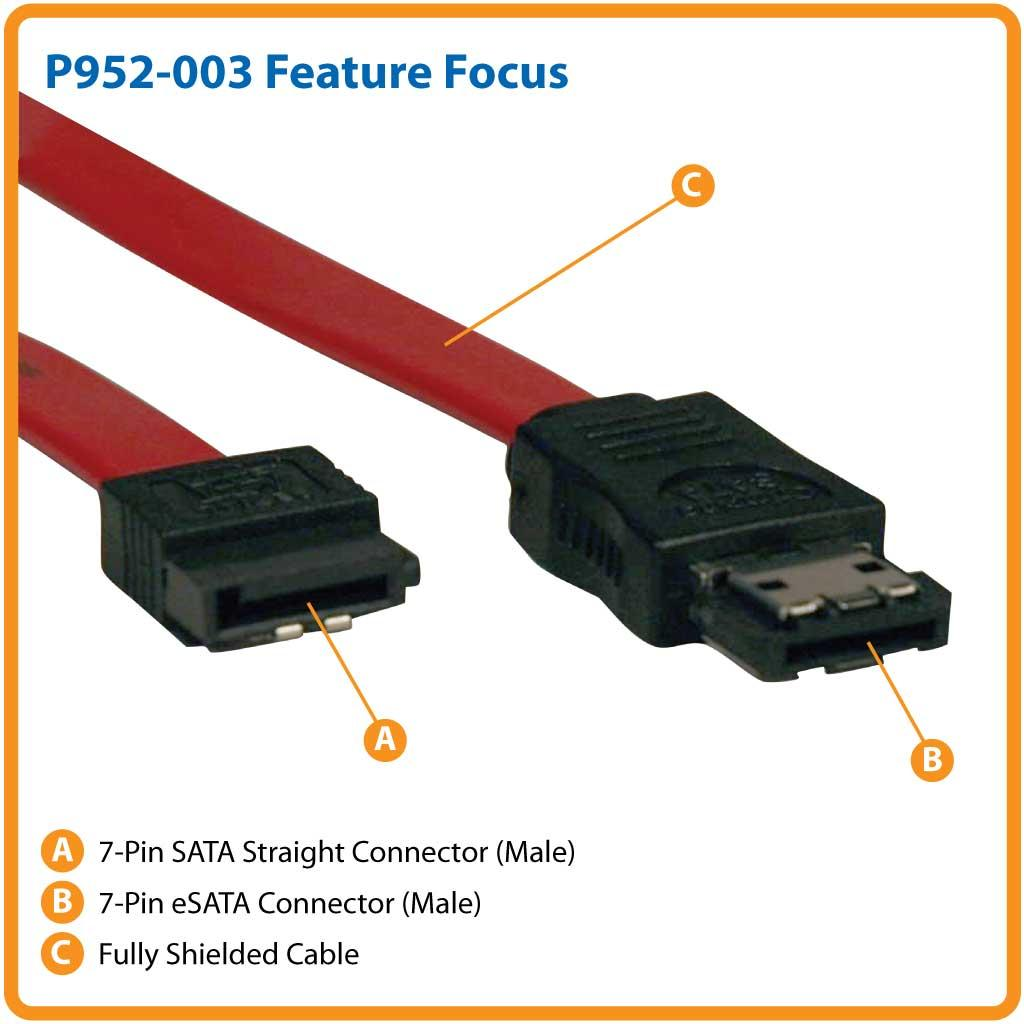 P952-003 Feature Focus
C
A
B
A 7-Pin SATA Straight Connector (Male)
B 7-Pin eSATA Connector (Male)
C Fully Shielded Cable